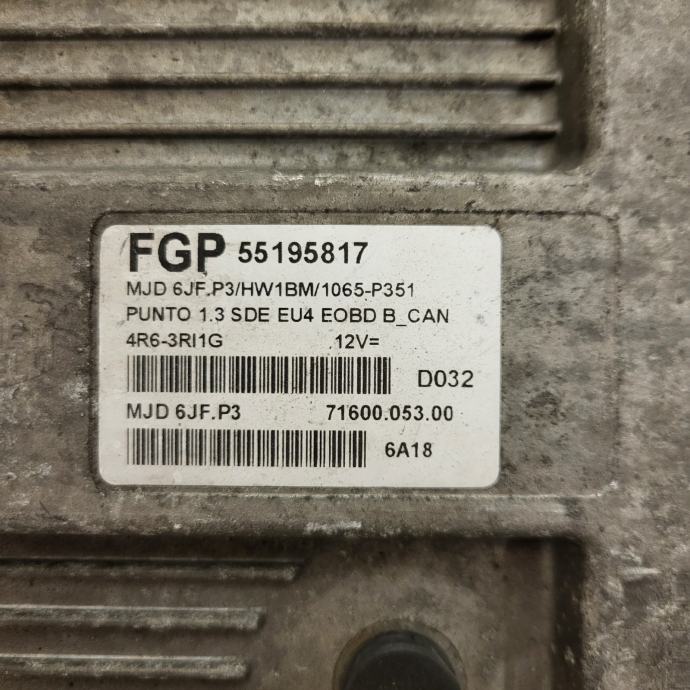 FGP 55195817
MJD 6JF.P3/HW1BM/1065-P351
PUNTO 1.3 SDE EU4 EOBD B_CAN
4R6-3RI1G .12V=
D032
MJD 6JF.P3 71600.053.00
6A18